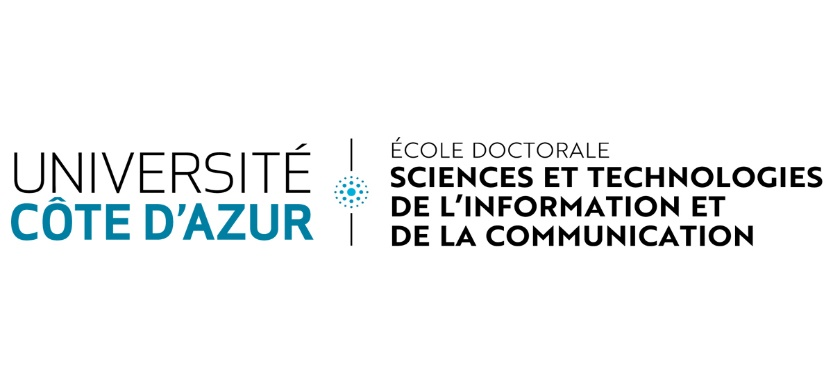 UNIVERSITÉ
CÔTE D'AZUR
ÉCOLE DOCTORALE
SCIENCES ET TECHNOLOGIES
DE L'INFORMATION ET
DE LA COMMUNICATION